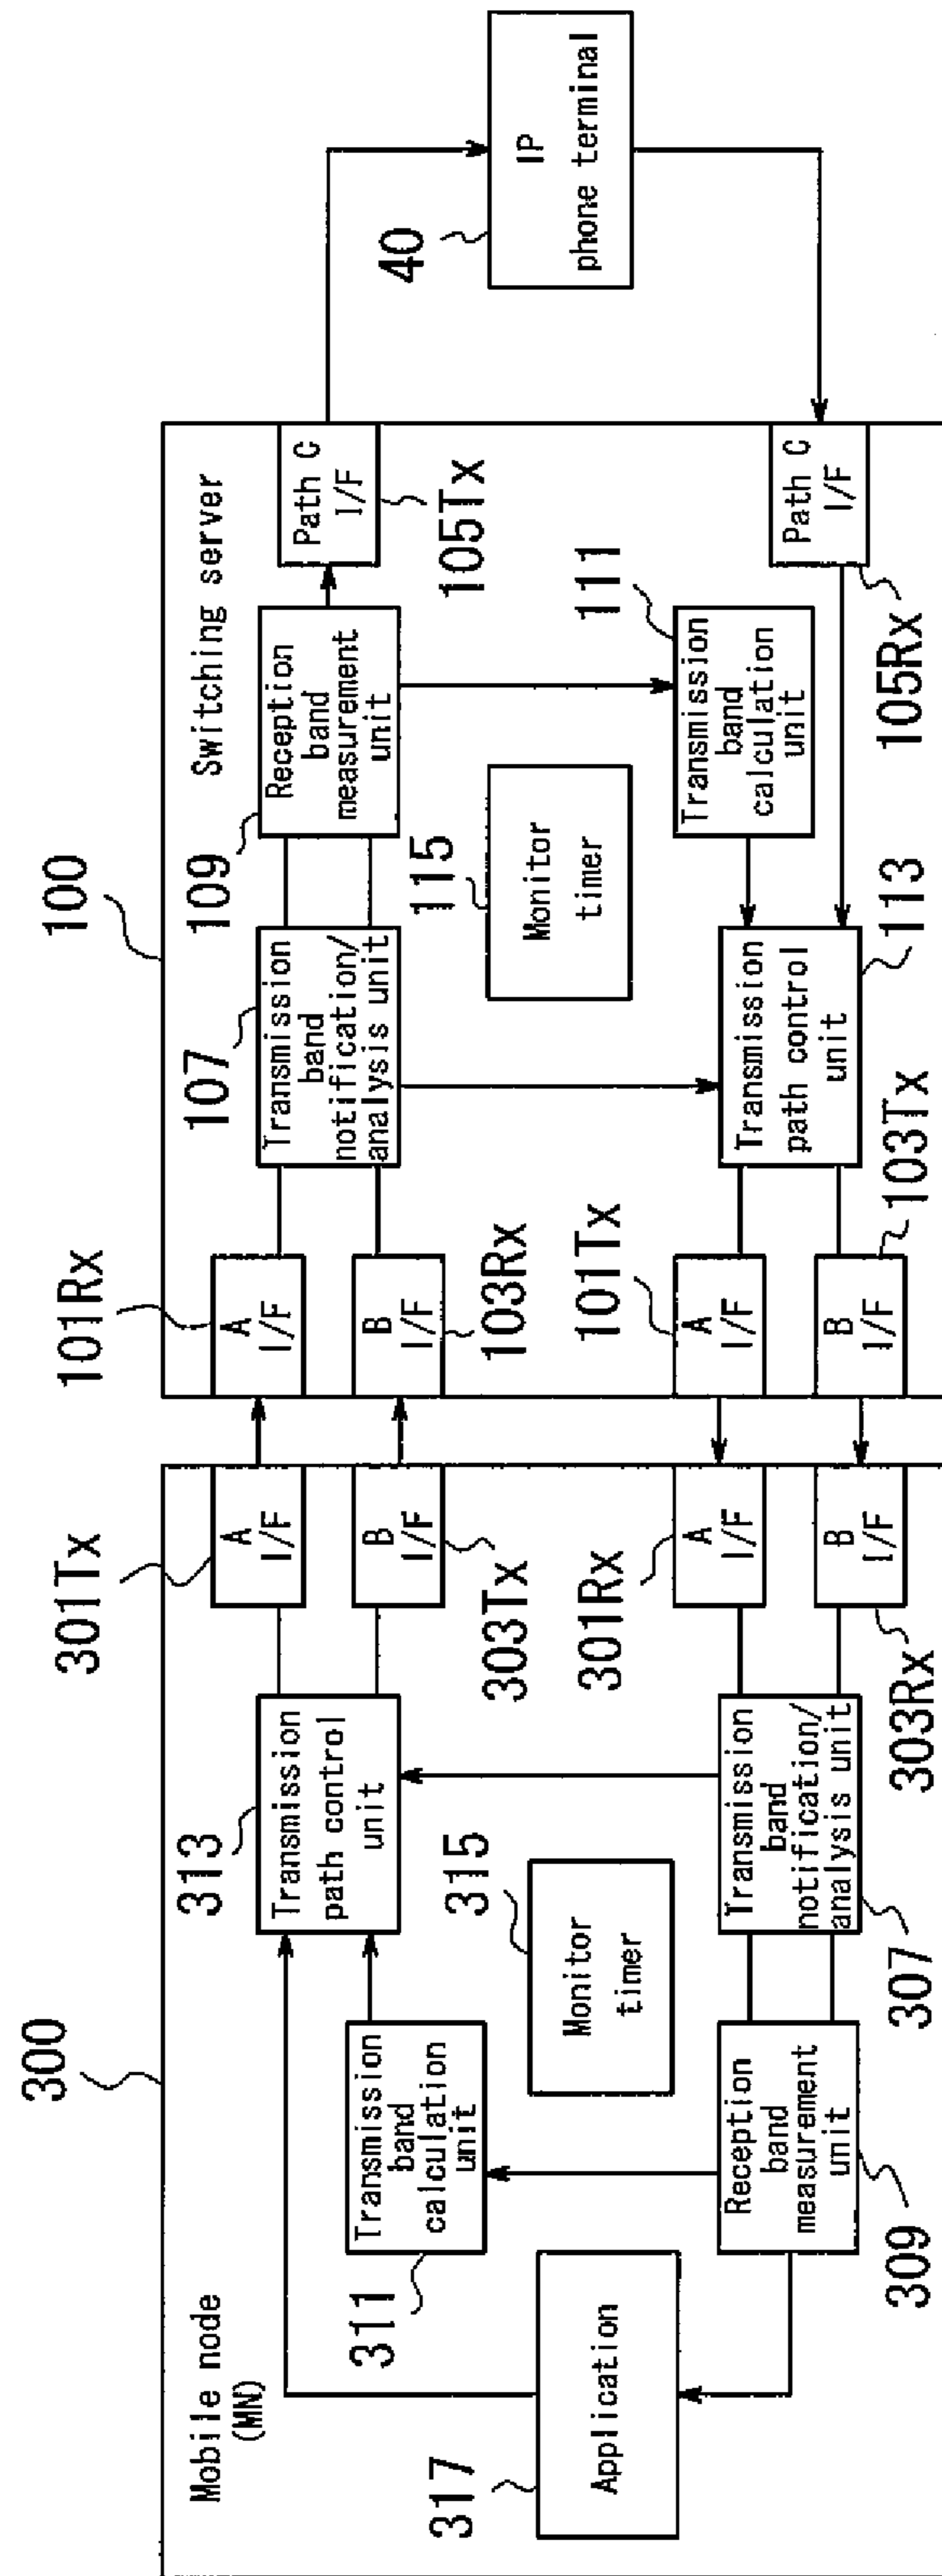 300
Mobile node
(MN)
317
Application
311
Transmission
band
calculation
unit
313
Transmission
path control
unit
315
Monitor
timer
309
Reception
band
measurement
unit
307
Transmission
band
notification/
analysis unit
301Tx
A
I/F
303Tx
B
I/F
301Rx
A
I/F
303Rx
B
I/F
100
Switching server
101Rx
A
I/F
103Rx
B
I/F
101Tx
A
I/F
103Tx
B
I/F
107
Transmission
band
notification/
analysis unit
109
Reception
band
measurement
unit
115
Monitor
timer
111
Transmission
band
calculation
unit
113
Transmission
path control
unit
Path C
I/F
105Tx
Path C
I/F
105Rx
40
IP
phone terminal